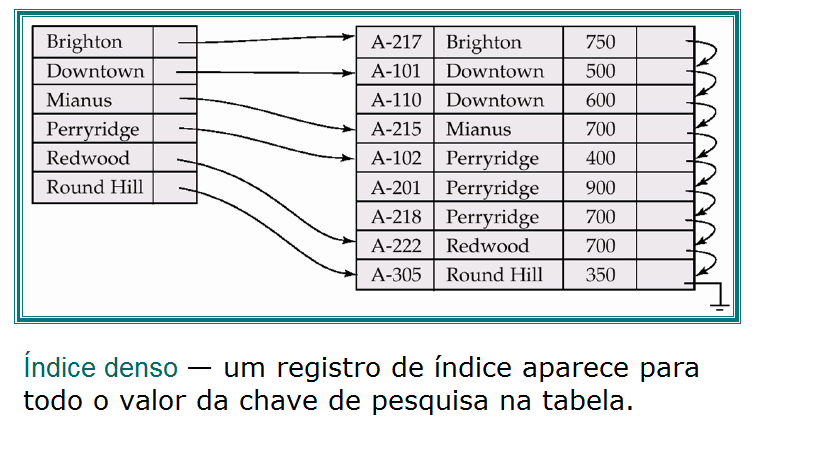 Brighton
Downtown
Mianus
Perryridge
Redwood
Round Hill
A-217 Brighton 750
A-101 Downtown 500
A-110 Downtown 600
A-215 Mianus 700
A-102 Perryridge 400
A-201 Perryridge 900
A-218 Perryridge 700
A-222 Redwood 700
A-305 Round Hill 350
Índice denso — um registro de índice aparece para
todo o valor da chave de pesquisa na tabela.